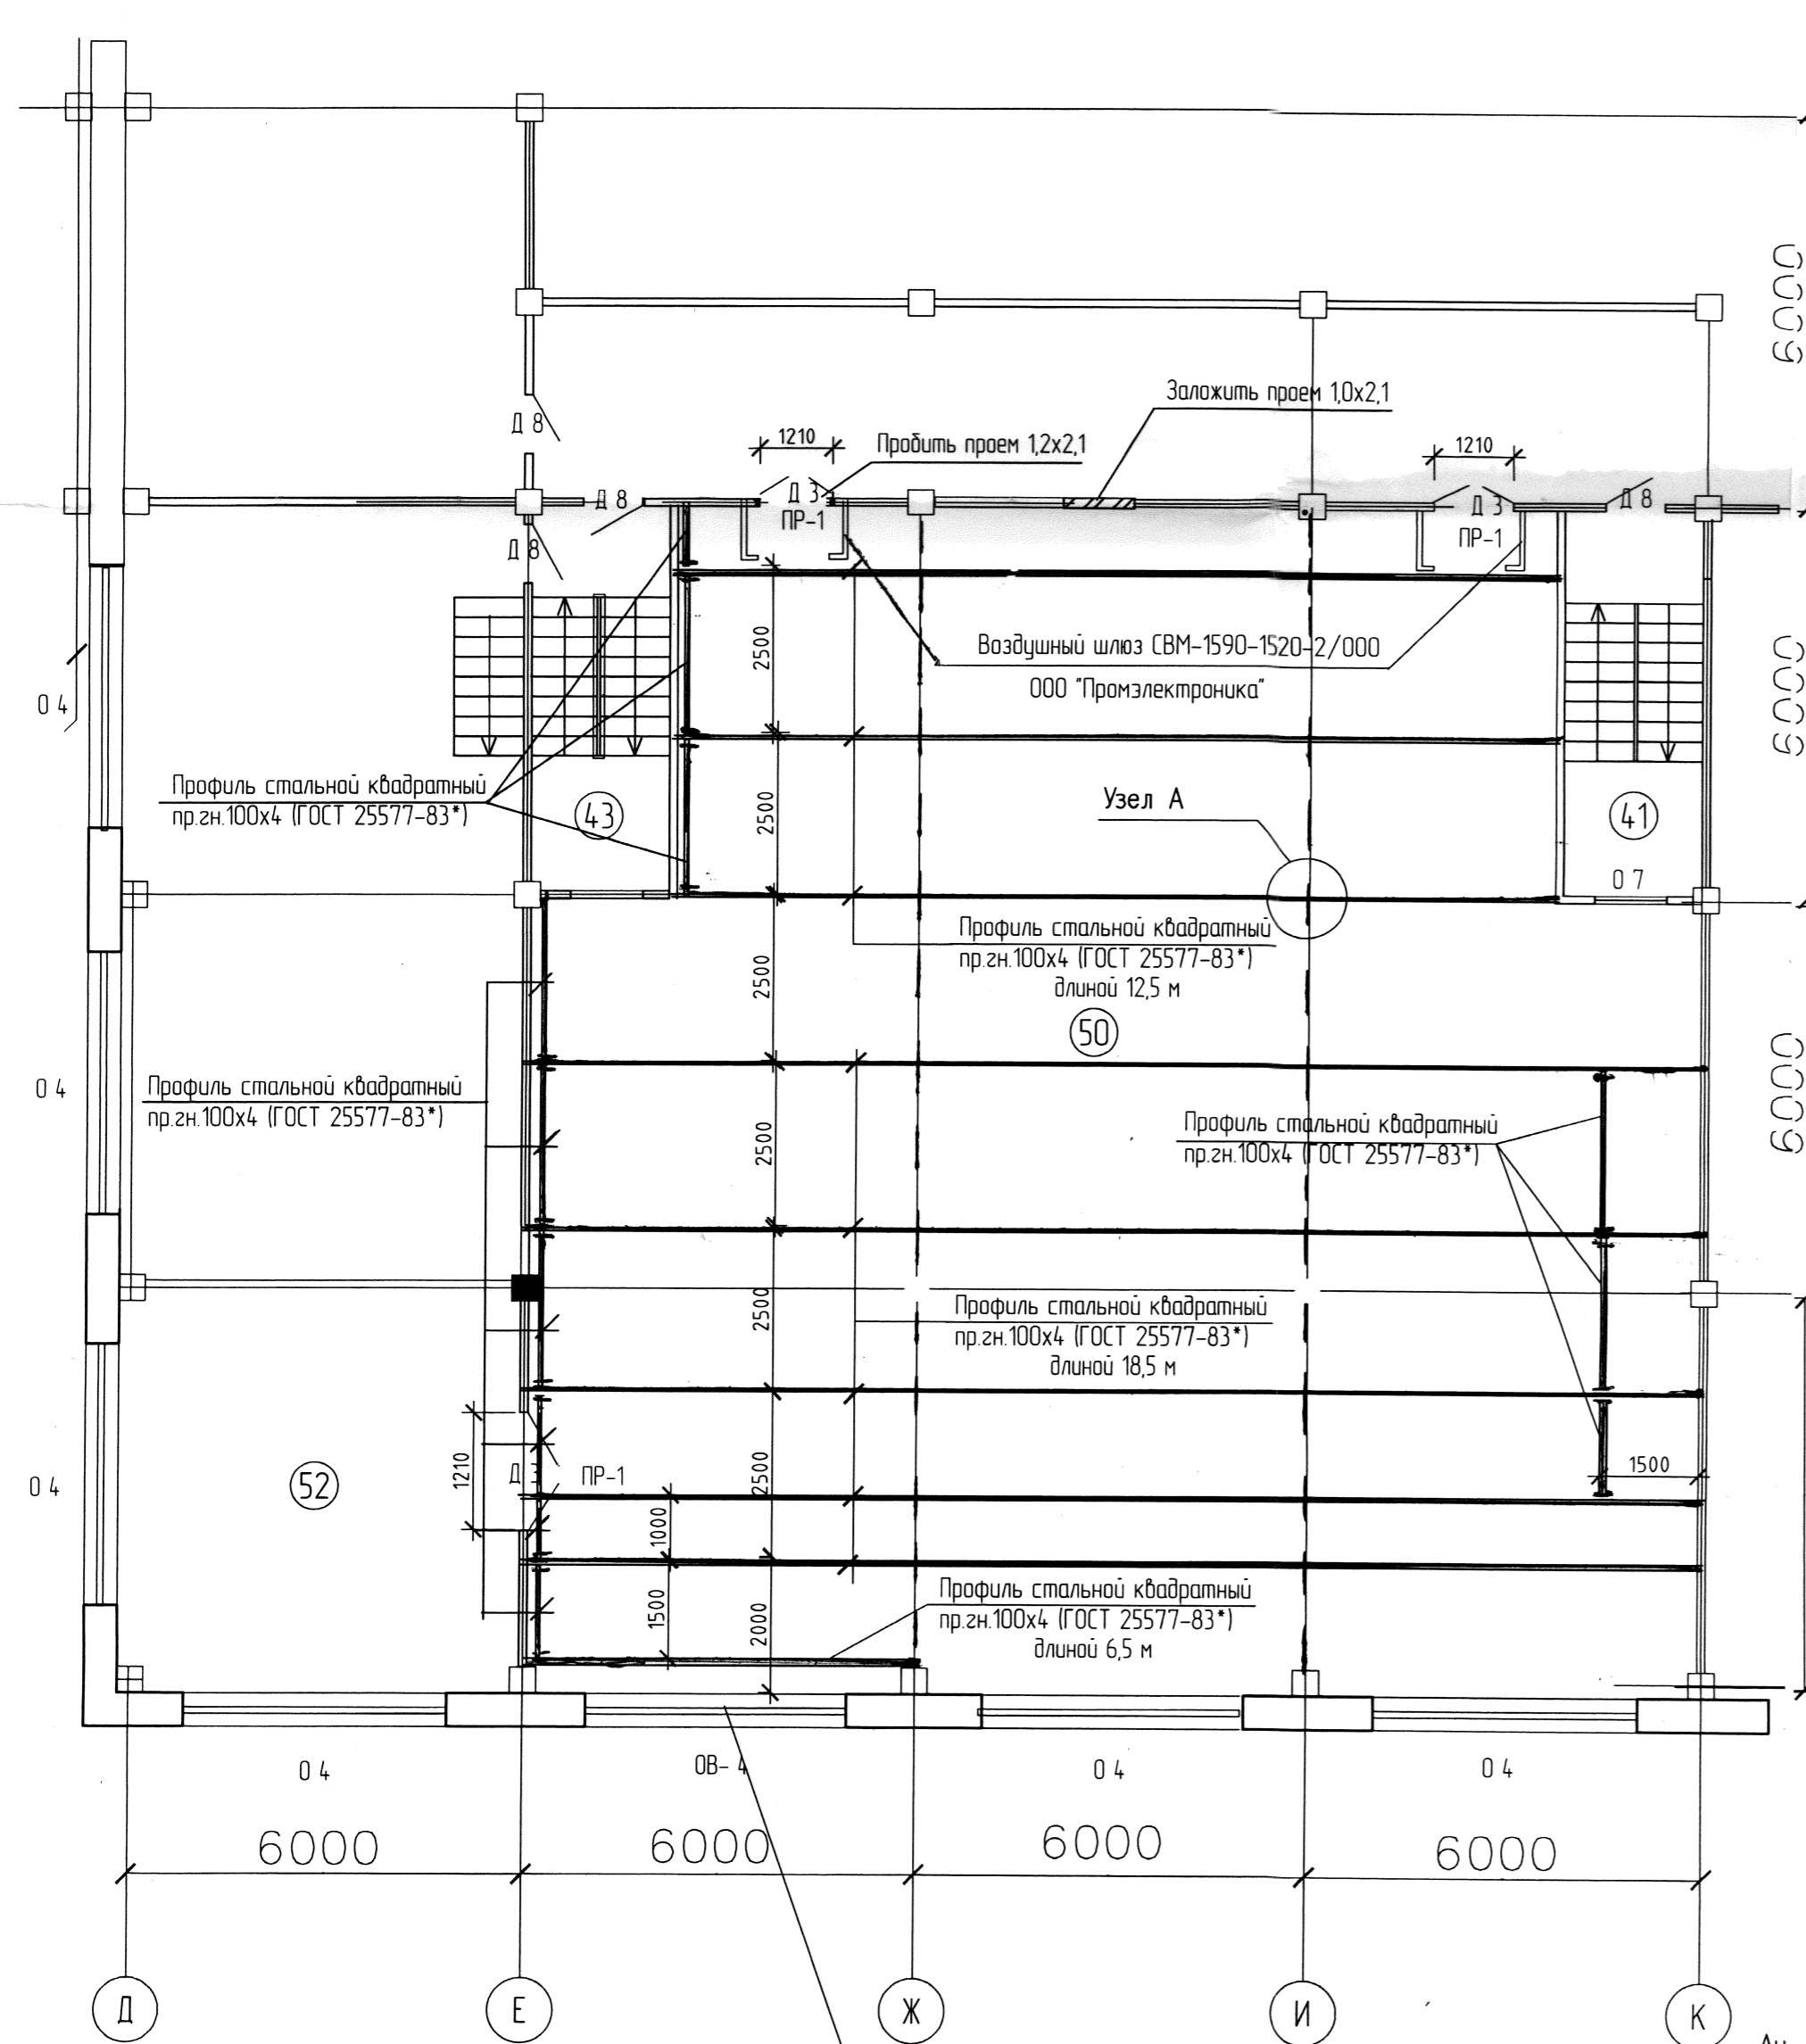 6000
Заложить проем 1,0х2,1
1210
Пробить проем 1,2х2,1
1210
Д 8
Д 8
Д 3
ПР-1
Д 3
ПР-1
Д 8
Д 8
2500
Воздушный шлюз СВМ-1590-1520-2/000
ООО "Промэлектроника"
6000
О 4
Профиль стальной квадратный
пр.гн.100х4 (ГОСТ 25577-83*)
43
2500
Узел А
41
О 7
Профиль стальной квадратный
пр.гн.100х4 (ГОСТ 25577-83*)
длиной 12,5 м
2500
50
6000
О 4
Профиль стальной квадратный
пр.гн.100х4 (ГОСТ 25577-83*)
2500
Профиль стальной квадратный
пр.гн.100х4 (ГОСТ 25577-83*)
2500
Профиль стальной квадратный
пр.гн.100х4 (ГОСТ 25577-83*)
длиной 18,5 м
О 4
52
1210
Д 3
ПР-1
2500
1500
1000
1500
2000
Профиль стальной квадратный
пр.гн.100х4 (ГОСТ 25577-83*)
длиной 6,5 м
О 4
ОВ- 4
О 4
О 4
6000
6000
6000
6000
Д
Е
Ж
И
К